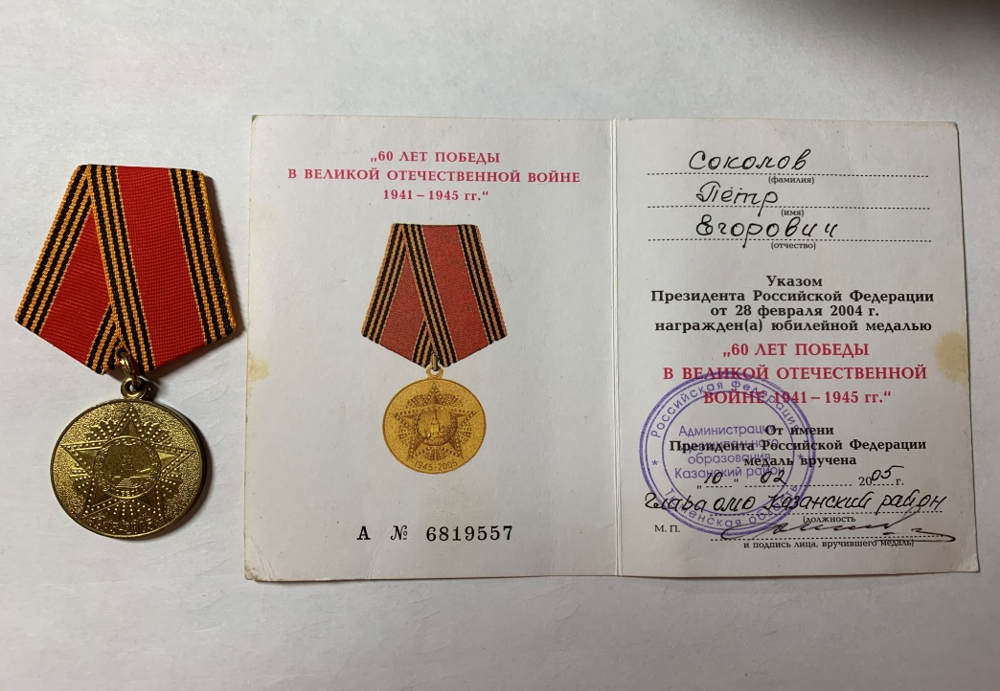 „60 ЛЕТ ПОБЕДЫ
В ВЕЛИКОЙ ОТЕЧЕСТВЕННОЙ ВОЙНЕ
1941 – 1945 гг.“
1945-2005
А № 6819557
Соколов
(фамилия)
Пётр
(имя)
Егорович
(отчество)
Указом
Президента Российской Федерации
от 28 февраля 2004 г.
награжден(а) юбилейной медалью
„60 ЛЕТ ПОБЕДЫ
В ВЕЛИКОЙ ОТЕЧЕСТВЕННОЙ
ВОЙНЕ 1941 – 1945 гг.“
От имени
Президента Российской Федерации
медаль вручена
„10“ 02 2005 г.
Глава ОМО Казанский район
(должность
М. П.
и подпись лица, вручившего медаль)
* Российская Федерация *
Администрация
муниципального
образования
Казанский район
Тюменская область